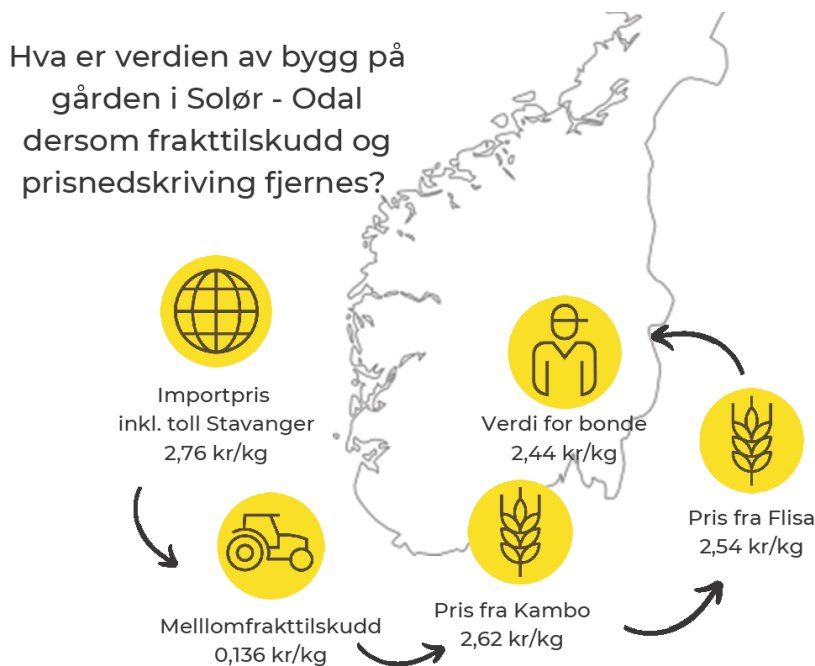 Hva er verdien av bygg på
gården i Solør - Odal
dersom frakttilskudd og
prisnedskriving fjernes?
Importpris
inkl. toll Stavanger
2,76 kr/kg
Melllomfrakttilskudd
0,136 kr/kg
Pris fra Kambo
2,62 kr/kg
Pris fra Flisa
2,54 kr/kg
Verdi for bonde
2,44 kr/kg